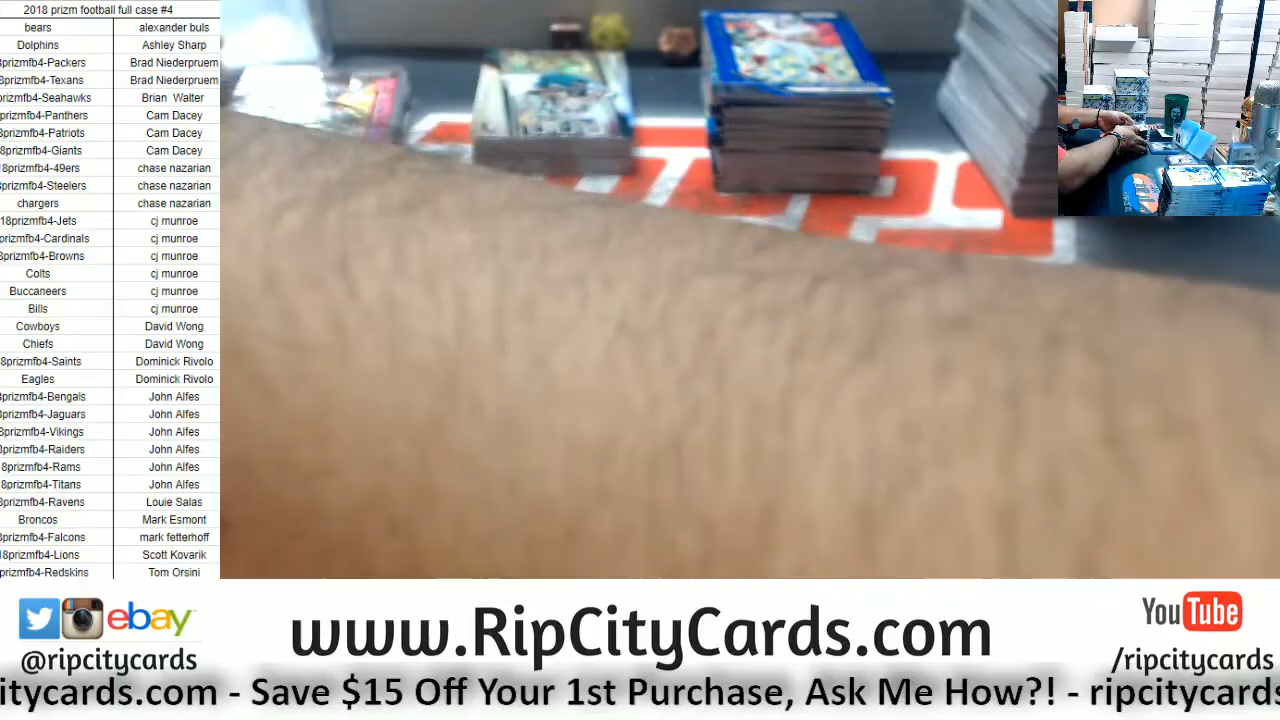 2018 prizm football full case #4
bears alexander buls
Dolphins Ashley Sharp
prizmfb4-Packers Brad Niederpruem
8prizmfb4-Texans Brad Niederpruem
prizmfb4-Seahawks Brian Walter
8prizmfb4-Panthers Cam Dacey
8prizmfb4-Patriots Cam Dacey
8prizmfb4-Giants Cam Dacey
18prizmfb4-49ers chase nazarian
8prizmfb4-Steelers chase nazarian
chargers chase nazarian
18prizmfb4-Jets cj munroe
prizmfb4-Cardinals cj munroe
8prizmfb4-Browns cj munroe
Colts cj munroe
Buccaneers cj munroe
Bills cj munroe
Cowboys David Wong
Chiefs David Wong
8prizmfb4-Saints Dominick Rivolo
Eagles Dominick Rivolo
prizmfb4-Bengals John Alfes
prizmfb4-Jaguars John Alfes
8prizmfb4-Vikings John Alfes
prizmfb4-Raiders John Alfes
8prizmfb4-Rams John Alfes
8prizmfb4-Titans John Alfes
8prizmfb4-Ravens Louie Salas
Broncos Mark Esmont
8prizmfb4-Falcons mark fetterhoff
18prizmfb4-Lions Scott Kovarik
prizmfb4-Redskins Tom Orsini
ebay
@ripcitycards
www.RipCityCards.com
YouTube
/ripcitycards
citycards.com - Save $15 Off Your 1st Purchase, Ask Me How?! - ripcitycards